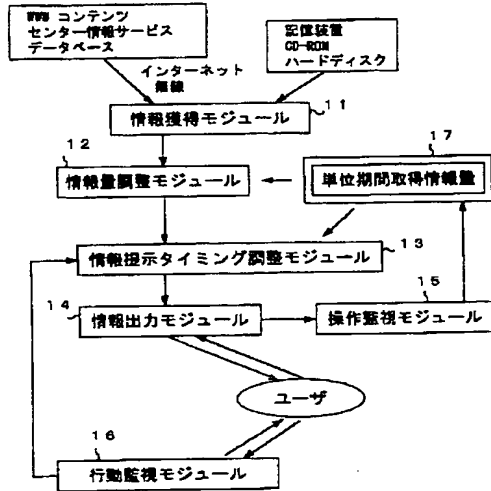 WWW コンテンツ
センター情報サービス
データベース
記憶装置
CD-ROM
ハードディスク
インターネット
無線
11
情報獲得モジュール
12
17
情報量調整モジュール
単位期間取得情報量
13
情報提示タイミング調整モジュール
14
15
情報出力モジュール
操作監視モジュール
ユーザ
16
行動監視モジュール